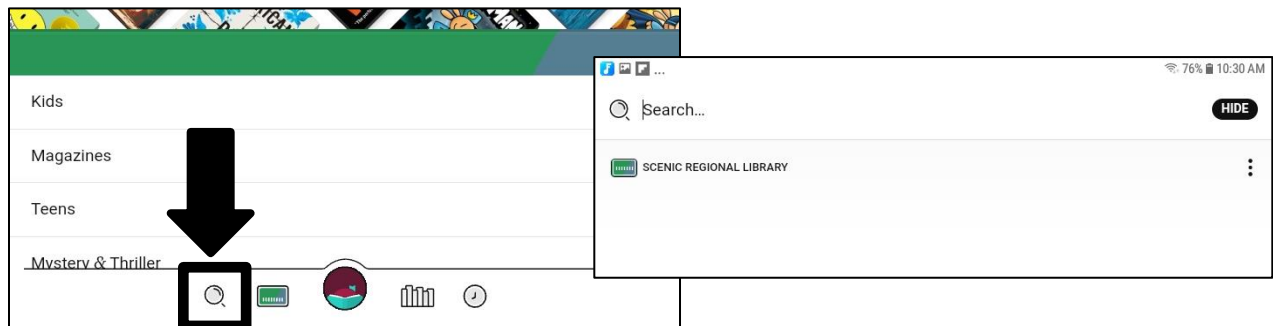 Kids
Magazines
Teens
Mystery & Thriller
... 76% 10:30 AM
Search...
HIDE
SCENIC REGIONAL LIBRARY